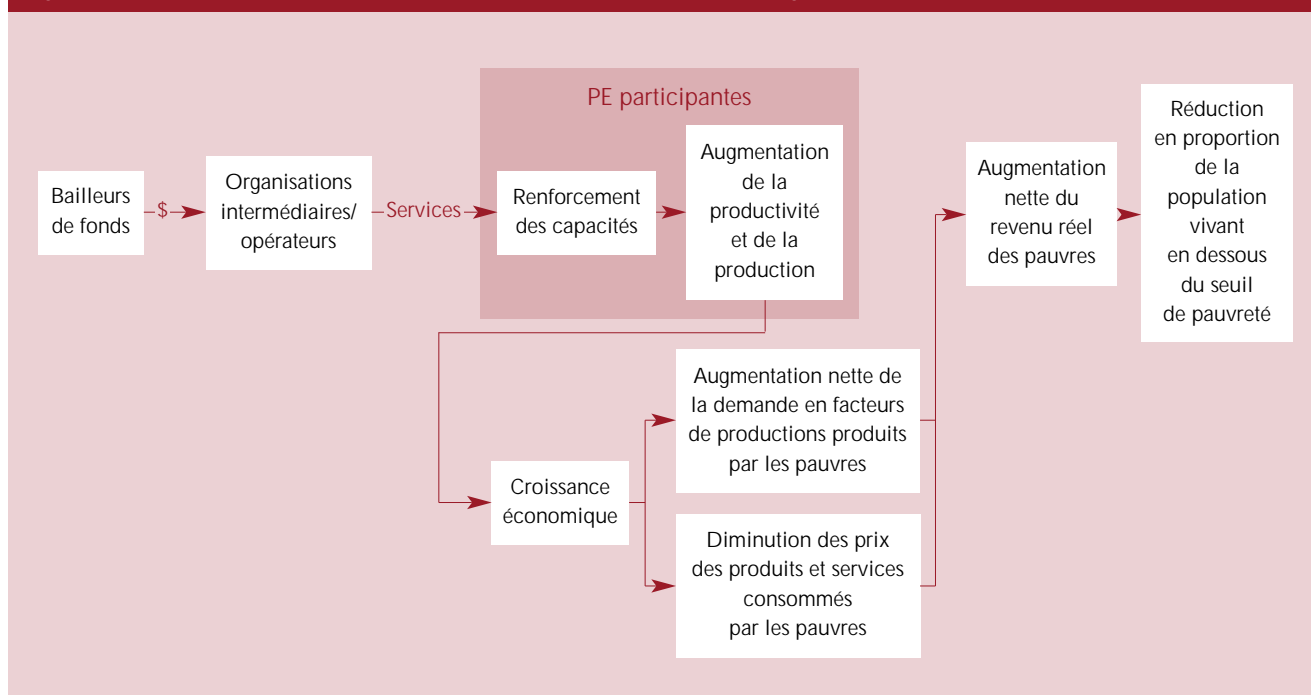 PE participantes
Bailleurs
de fonds
$
Organisations
intermédiaires/
opérateurs
Services
Renforcement
des capacités
Augmentation
de la
productivité
et de la
production
Augmentation
nette du
revenu réel
des pauvres
Réduction
en proportion
de la
population
vivant
en dessous
du seuil
de pauvreté
Croissance
économique
Augmentation nette de
la demande en facteurs
de productions produits
par les pauvres
Diminution des prix
des produits et services
consommés
par les pauvres